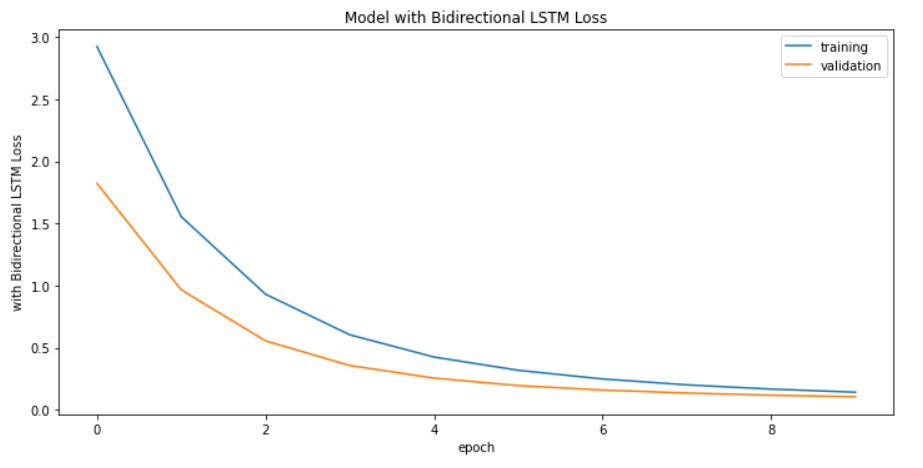 Model with Bidirectional LSTM Loss
training
validation
with Bidirectional LSTM Loss
3.0
2.5
2.0
1.5
1.0
0.5
0.0
0 2 4 6 8
epoch